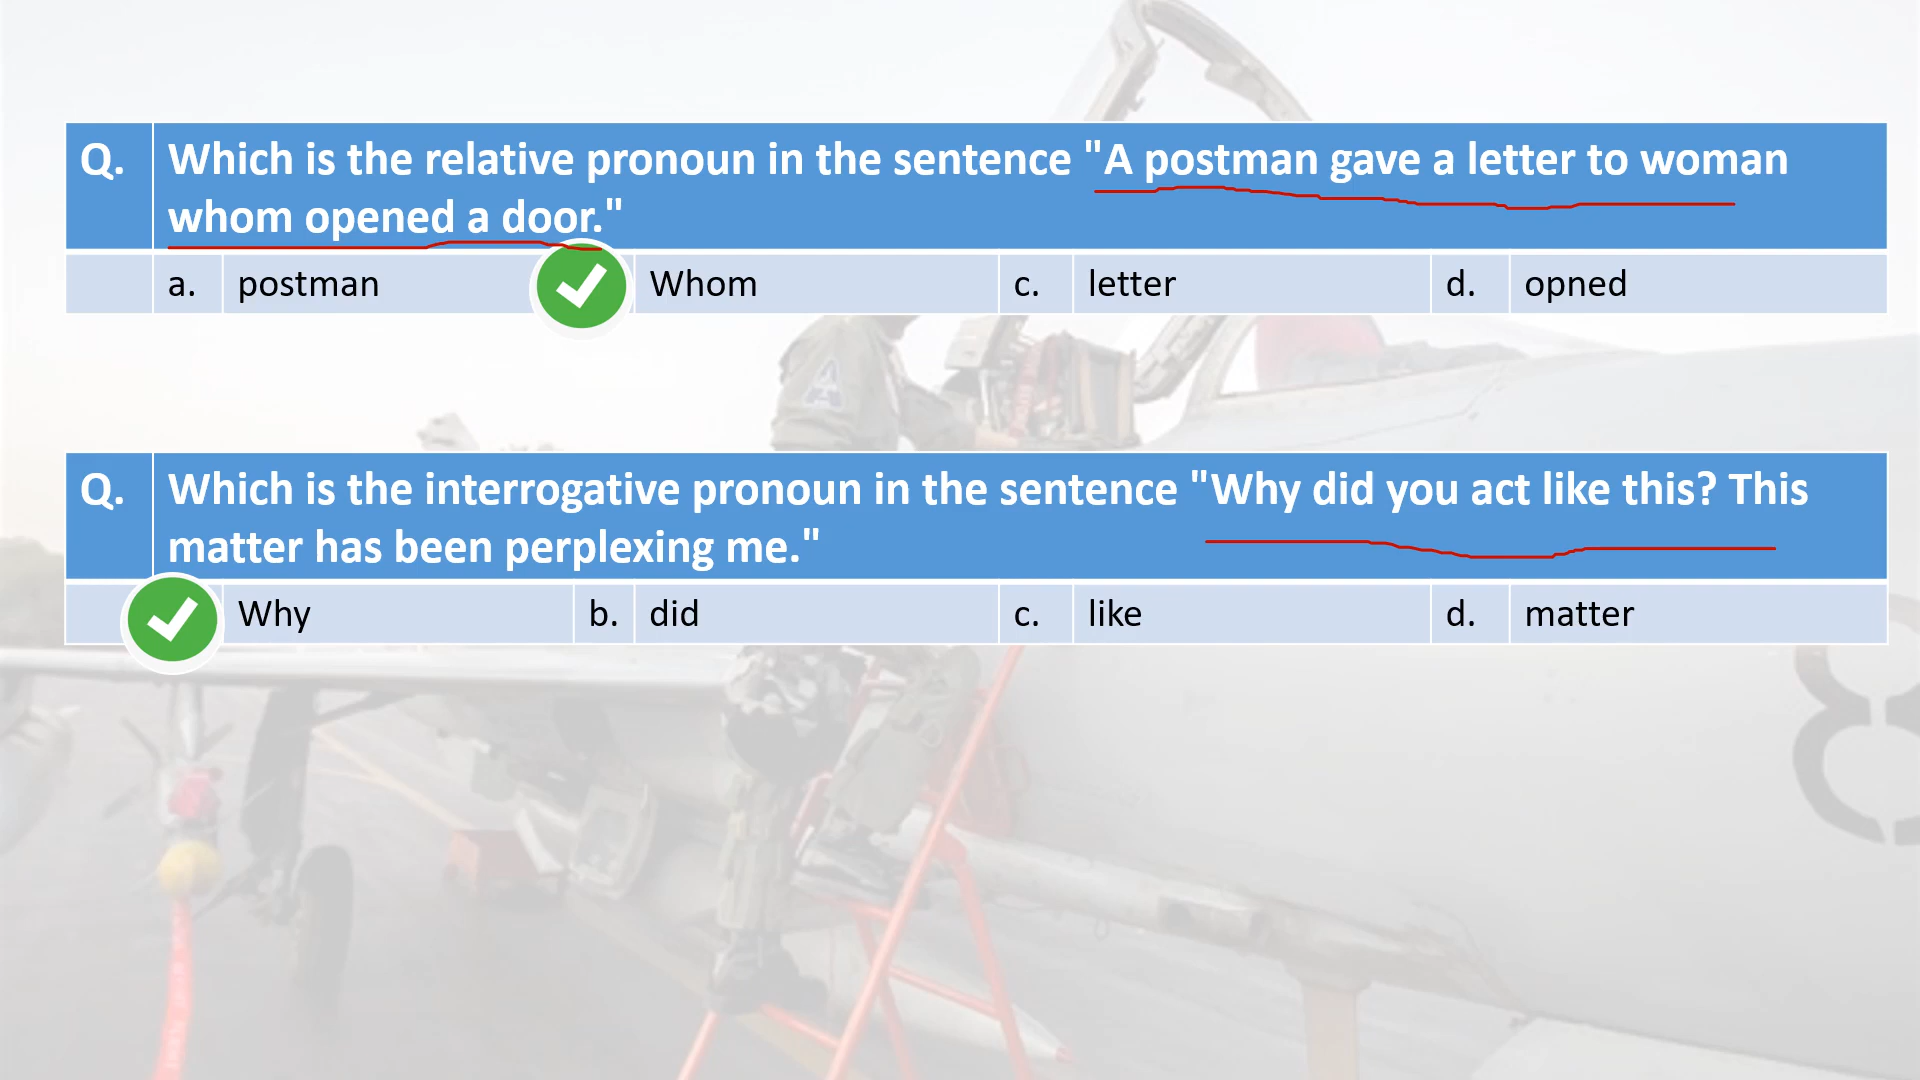 Q. Which is the relative pronoun in the sentence "A postman gave a letter to woman
whom opened a door."
a. postman Whom c. letter d. opned
Q. Which is the interrogative pronoun in the sentence "Why did you act like this? This
matter has been perplexing me."
Why b. did c. like d. matter
8